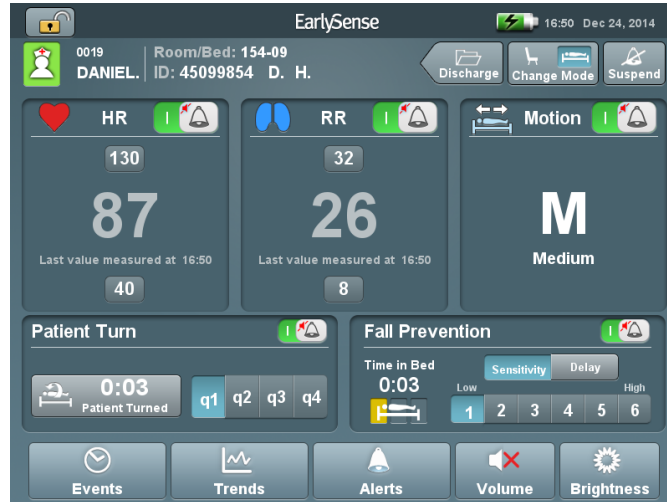 EarlySense
16:50 Dec 24, 2014
0019
DANIEL.
Room/Bed: 154-09
ID: 45099854 D. H.
Discharge
Change Mode
Suspend
HR
I
130
87
Last value measured at 16:50
40
RR
I
32
26
Last value measured at 16:50
8
Motion
I
M
Medium
Patient Turn
I
0:03
Patient Turned
q1 q2 q3 q4
Fall Prevention
I
Time in Bed
0:03
Sensitivity Delay
Low High
1 2 3 4 5 6
Events
Trends
Alerts
Volume
Brightness